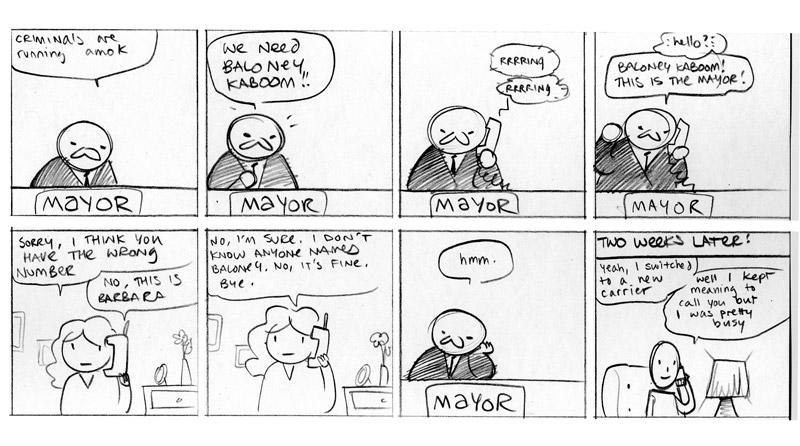 CRIMINALS ARE
RUNNING AMOK
MAYOR
WE NEED
BALONEY
KABOOM!!
MAYOR
RRRRING
RRRRING
MAYOR
:hello?:
BALONEY KABOOM!
THIS IS THE MAYOR!
MAYOR
SORRY, I THINK YOU
HAVE THE WRONG
NUMBER
NO, THIS IS
BARBARA
NO, I'M SURE. I DON'T
KNOW ANYONE NAMED
BALONEY. NO, IT'S FINE.
BYE.
hmm.
MAYOR
TWO WEEKS LATER:
Yeah, I switched
to a new
carrier
well I kept
meaning to
call you but
I was pretty
busy